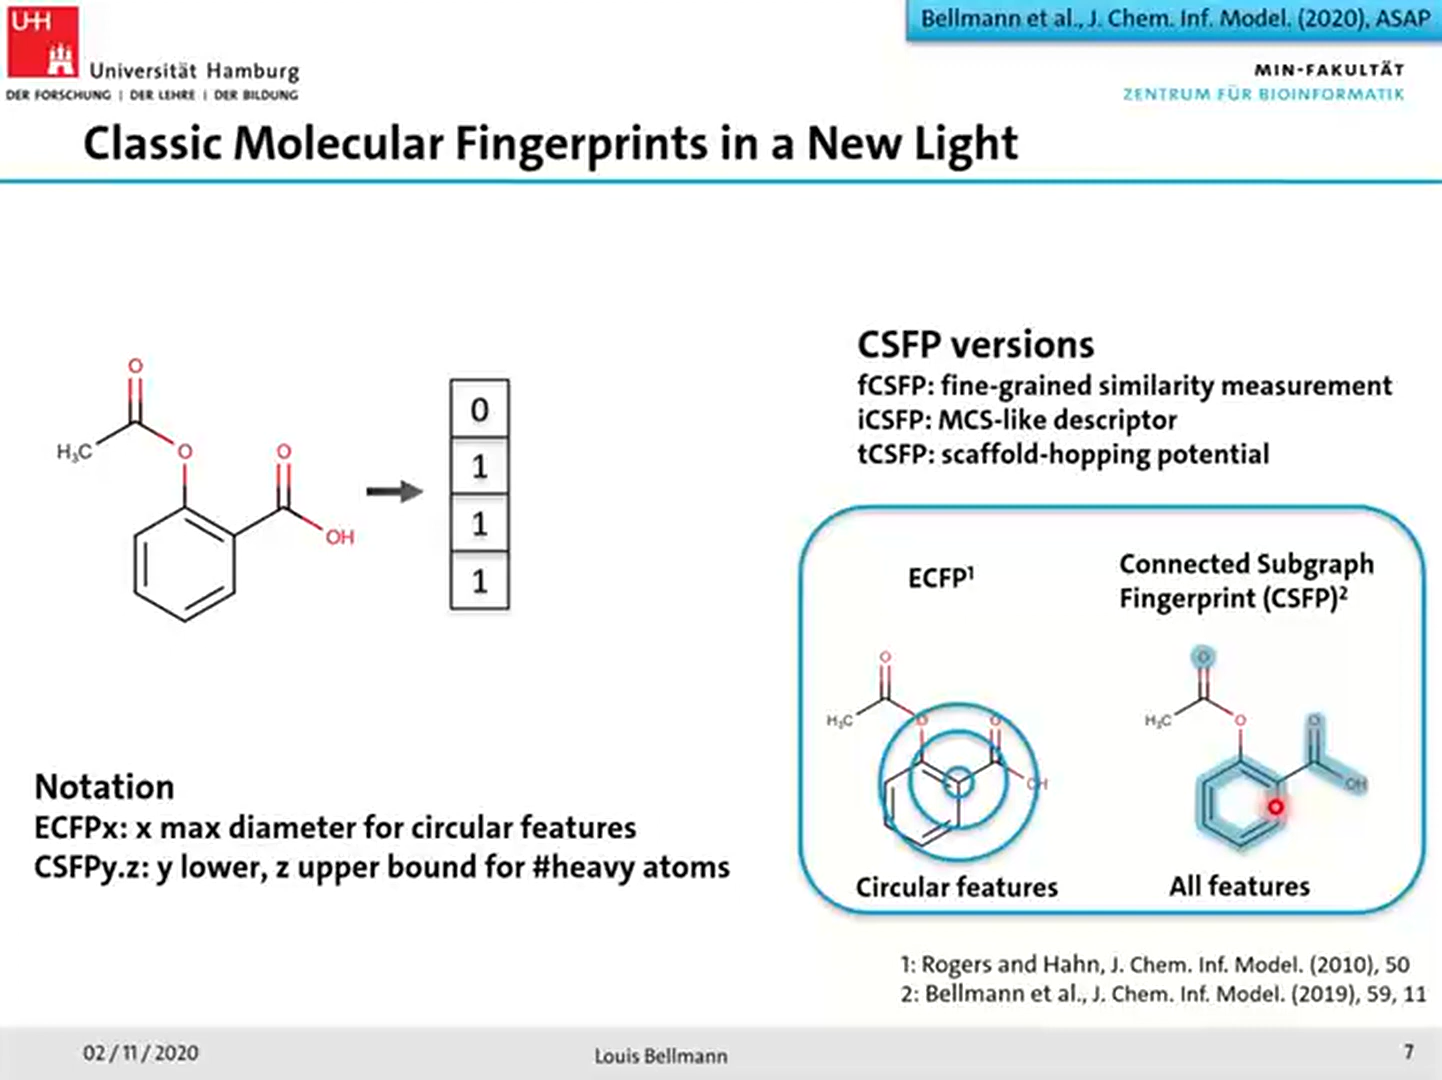 UHH
Universität Hamburg
DER FORSCHUNG | DER LEHRE | DER BILDUNG
Bellmann et al., J. Chem. Inf. Model. (2020), ASAP
MIN-FAKULTÄT
ZENTRUM FÜR BIOINFORMATIK
Classic Molecular Fingerprints in a New Light
O
H₃C
O
O
OH
0
1
1
1
CSFP versions
fCSFP: fine-grained similarity measurement
iCSFP: MCS-like descriptor
tCSFP: scaffold-hopping potential
ECFP¹
Connected Subgraph
Fingerprint (CSFP)²
O
H₃C
O
O
OH
O
H₃C
O
O
OH
Circular features
All features
Notation
ECFPx: x max diameter for circular features
CSFPy.z: y lower, z upper bound for #heavy atoms
1: Rogers and Hahn, J. Chem. Inf. Model. (2010), 50
2: Bellmann et al., J. Chem. Inf. Model. (2019), 59, 11
02 / 11 / 2020
Louis Bellmann
7